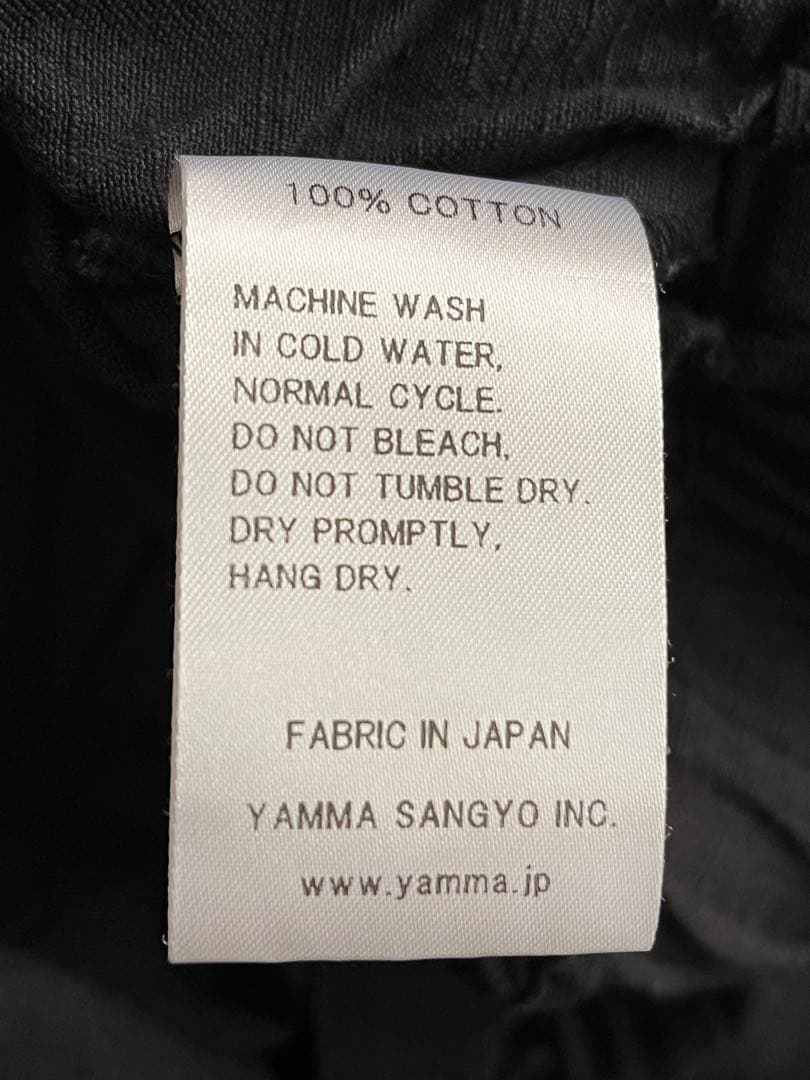 100% COTTON
MACHINE WASH
IN COLD WATER,
NORMAL CYCLE.
DO NOT BLEACH,
DO NOT TUMBLE DRY.
DRY PROMPTLY,
HANG DRY.
FABRIC IN JAPAN
YAMMA SANGYO INC.
www.yamma.jp